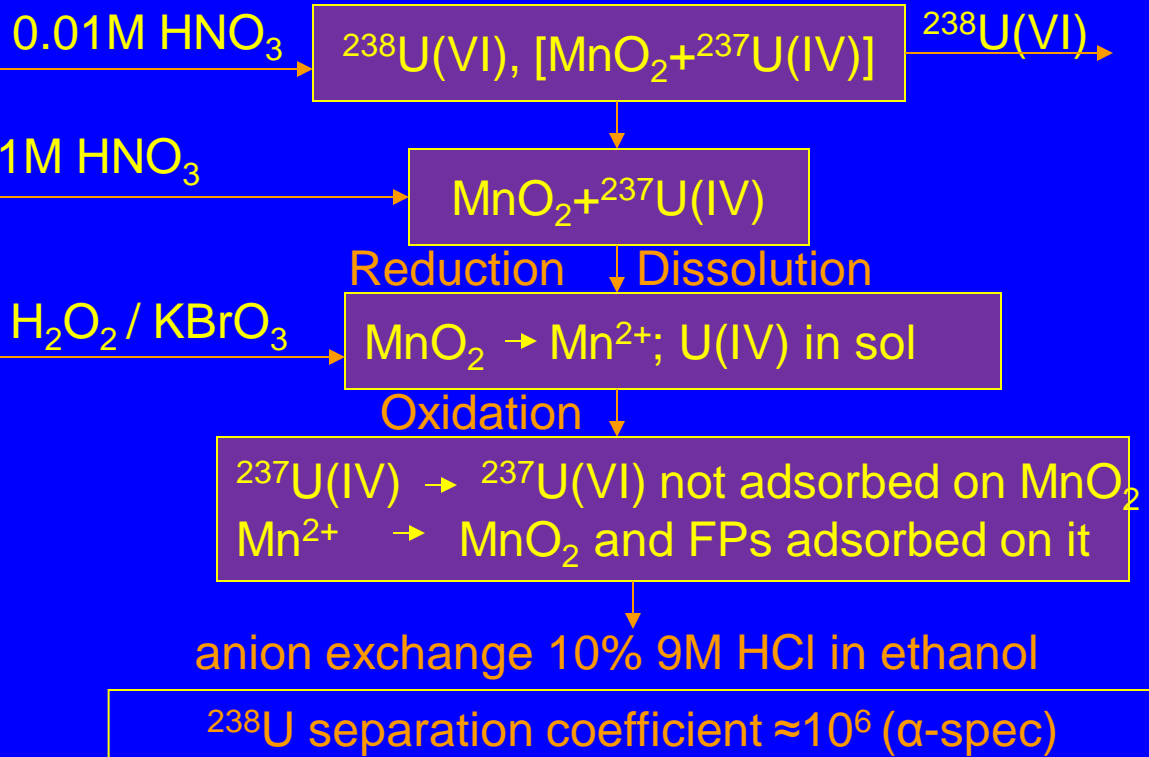 0.01M HNO₃
²³⁸U(VI), [MnO₂+²³⁷U(IV)]
²³⁸U(VI)
1M HNO₃
MnO₂+²³⁷U(IV)
Reduction
Dissolution
H₂O₂ / KBrO₃
MnO₂ → Mn²⁺; U(IV) in sol
Oxidation
²³⁷U(IV) → ²³⁷U(VI) not adsorbed on MnO₂
Mn²⁺ → MnO₂ and FPs adsorbed on it
anion exchange 10% 9M HCl in ethanol
²³⁸U separation coefficient ≈10⁶ (α-spec)